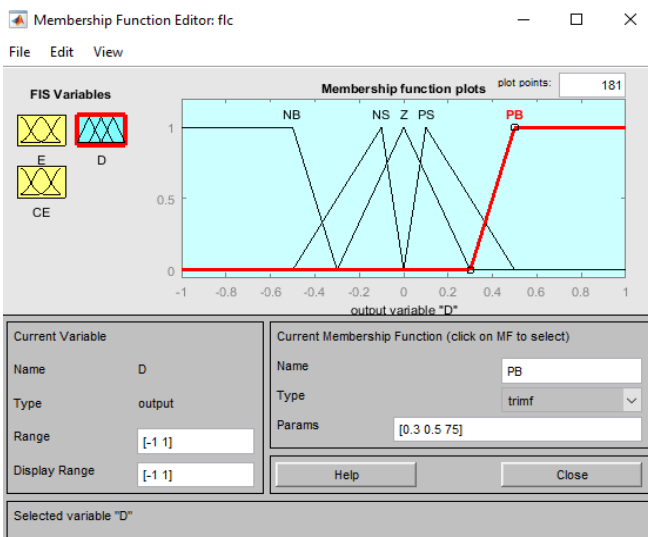 Membership Function Editor: flc
File Edit View
FIS Variables
E
D
CE
Membership function plots
plot points: 181
NB NS Z PS PB
1
0.5
0
-1 -0.8 -0.6 -0.4 -0.2 0 0.2 0.4 0.6 0.8 1
output variable "D"
Current Variable
Name D
Type output
Range [-1 1]
Display Range [-1 1]
Current Membership Function (click on MF to select)
Name PB
Type trimf
Params [0.3 0.5 75]
Help Close
Selected variable "D"